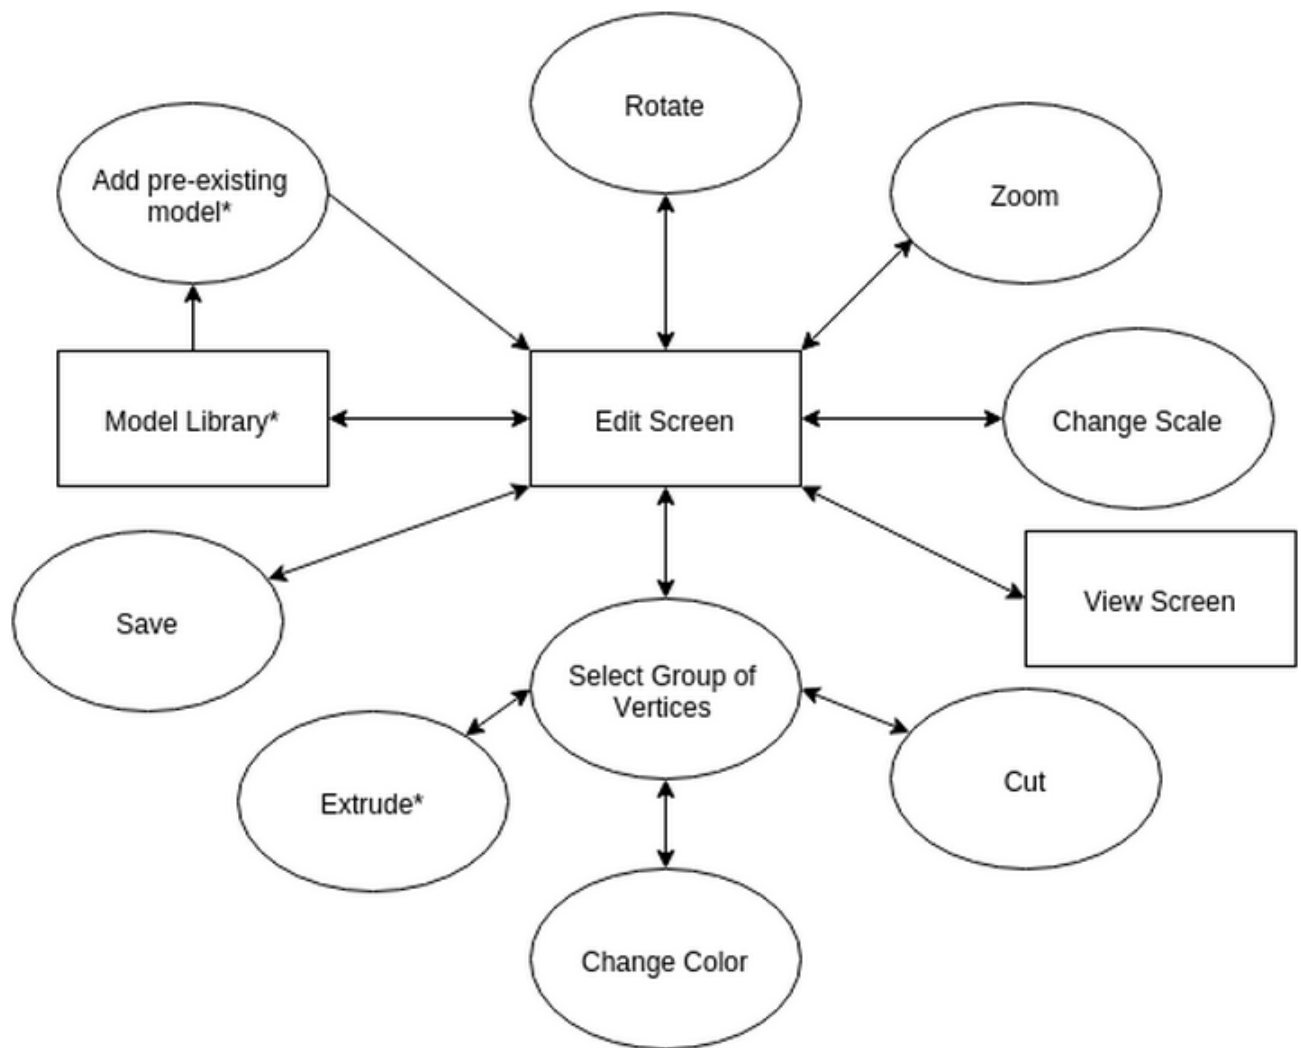 Rotate
Add pre-existing
model*
Zoom
Model Library*
Edit Screen
Change Scale
View Screen
Save
Select Group of
Vertices
Extrude*
Cut
Change Color